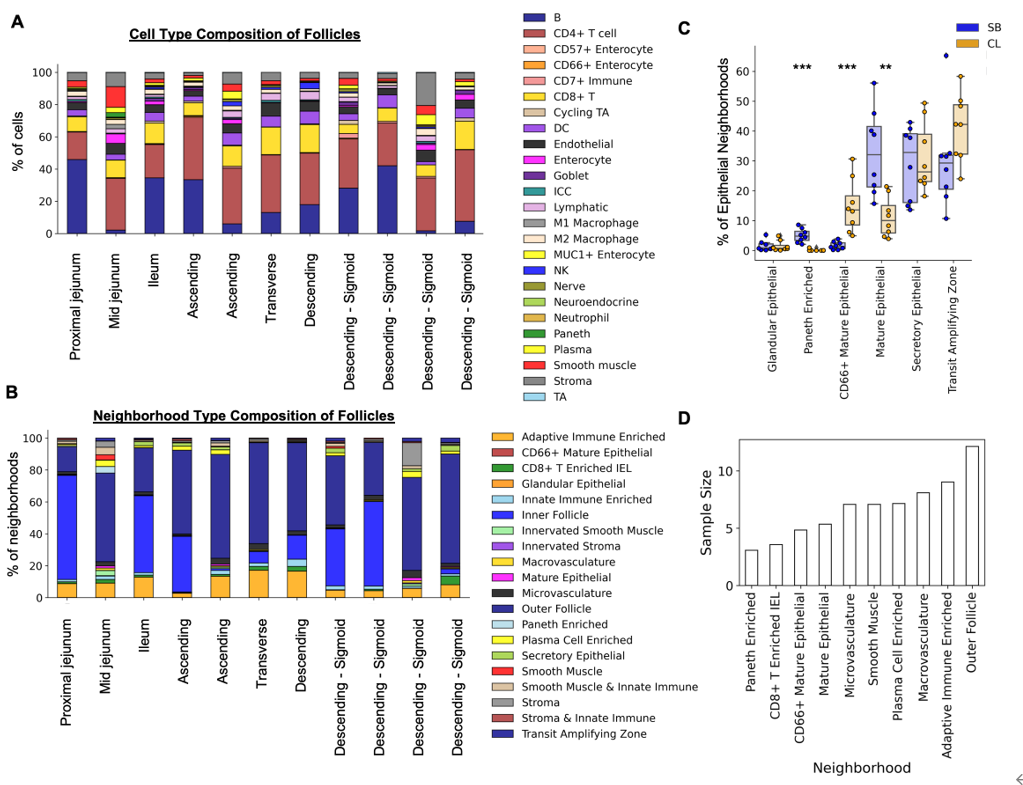 A
Cell Type Composition of Follicles
% of cells
100
80
60
40
20
0
Proximal jejunum
Mid jejunum
Ileum
Ascending
Ascending
Transverse
Descending
Descending - Sigmoid
Descending - Sigmoid
Descending - Sigmoid
Descending - Sigmoid
B
CD4+ T cell
CD57+ Enterocyte
CD66+ Enterocyte
CD7+ Immune
CD8+ T
Cycling TA
DC
Endothelial
Enterocyte
Goblet
ICC
Lymphatic
M1 Macrophage
M2 Macrophage
MUC1+ Enterocyte
NK
Nerve
Neuroendocrine
Neutrophil
Paneth
Plasma
Smooth muscle
Stroma
TA
B
Neighborhood Type Composition of Follicles
% of neighborhoods
100
80
60
40
20
0
Proximal jejunum
Mid jejunum
Ileum
Ascending
Ascending
Transverse
Descending
Descending - Sigmoid
Descending - Sigmoid
Descending - Sigmoid
Descending - Sigmoid
Adaptive Immune Enriched
CD66+ Mature Epithelial
CD8+ T Enriched IEL
Glandular Epithelial
Innate Immune Enriched
Inner Follicle
Innervated Smooth Muscle
Innervated Stroma
Macrovasculature
Mature Epithelial
Microvasculature
Outer Follicle
Paneth Enriched
Plasma Cell Enriched
Secretory Epithelial
Smooth Muscle
Smooth Muscle & Innate Immune
Stroma
Stroma & Innate Immune
Transit Amplifying Zone
C
SB
CL
% of Epithelial Neighborhoods
60
50
40
30
20
10
0
***
***
**
Glandular Epithelial
Paneth Enriched
CD66+ Mature Epithelial
Mature Epithelial
Secretory Epithelial
Transit Amplifying Zone
D
Sample Size
10
5
0
Paneth Enriched
CD8+ T Enriched IEL
CD66+ Mature Epithelial
Mature Epithelial
Microvasculature
Smooth Muscle
Plasma Cell Enriched
Macrovasculature
Adaptive Immune Enriched
Outer Follicle
Neighborhood